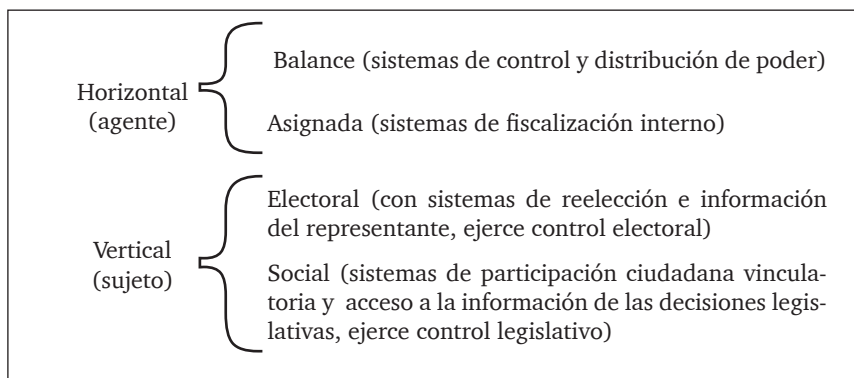 Horizontal
(agente)
Balance (sistemas de control y distribución de poder)
Asignada (sistemas de fiscalización interno)
Vertical
(sujeto)
Electoral (con sistemas de reelección e información
del representante, ejerce control electoral)
Social (sistemas de participación ciudadana vincula-
toria y acceso a la información de las decisiones legis-
lativas, ejerce control legislativo)